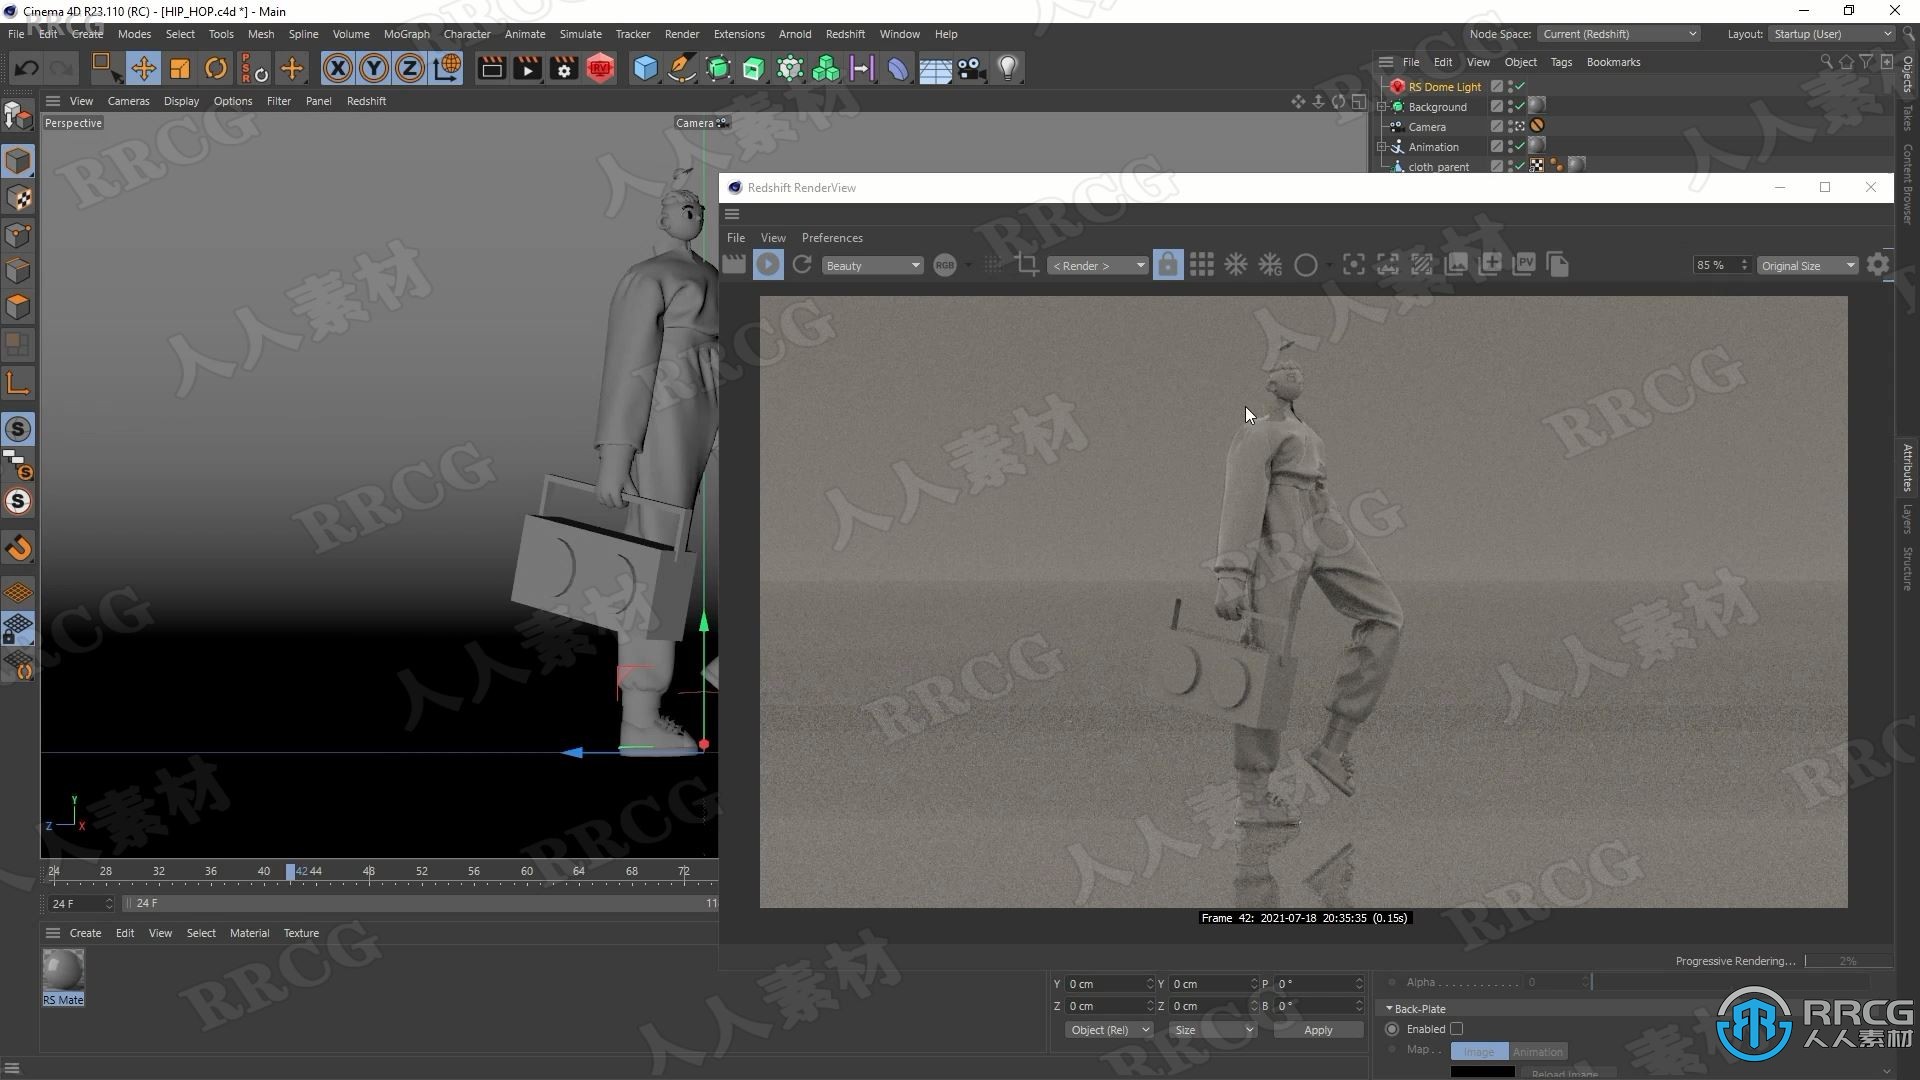 Cinema 4D R23.110 (RC) - [HIP_HOP.c4d *] - Main
File Edit Create Modes Select Tools Mesh Spline Volume MoGraph Character Animate Simulate Tracker Render Extensions Arnold Redshift Window Help
Node Space: Current (Redshift) Layout: Startup (User)
PSR X Y Z RV
File Edit View Object Tags Bookmarks
View Cameras Display Options Filter Panel Redshift
Perspective
Camera
RS Dome Light
Background
Camera
Animation
cloth_parent
Objects
Takes
Content Browser
Attributes
Layers
Structure
Redshift RenderView
File View Preferences
Beauty
RGB
< Render >
PV
85 %
Original Size
Frame 42: 2021-07-18 20:35:35 (0.15s)
Progressive Rendering... 2%
Y
Z X
24 28 32 36 40 42 44 48 52 56 60 64 68 72
24 F 24 F 11
Create Edit View Select Material Texture
RS Mate
Y 0 cm Y 0 cm P 0 °
Z 0 cm Z 0 cm B 0 °
Object (Rel) Size Apply
Alpha 0
Back-Plate
Enabled
Map . . Image Animation
Reload Image
RRCG
人人素材